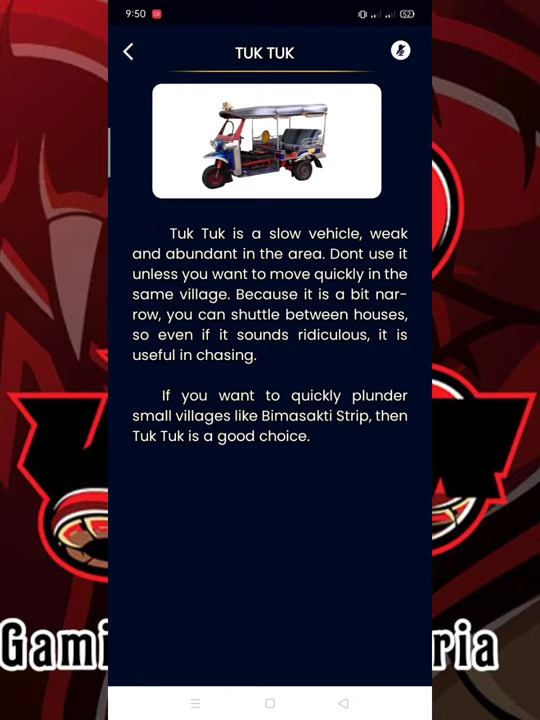 9:50
52
TUK TUK
Tuk Tuk is a slow vehicle, weak
and abundant in the area. Dont use it
unless you want to move quickly in the
same village. Because it is a bit nar-
row, you can shuttle between houses,
so even if it sounds ridiculous, it is
useful in chasing.
If you want to quickly plunder
small villages like Bimasakti Strip, then
Tuk Tuk is a good choice.
Gami
ria